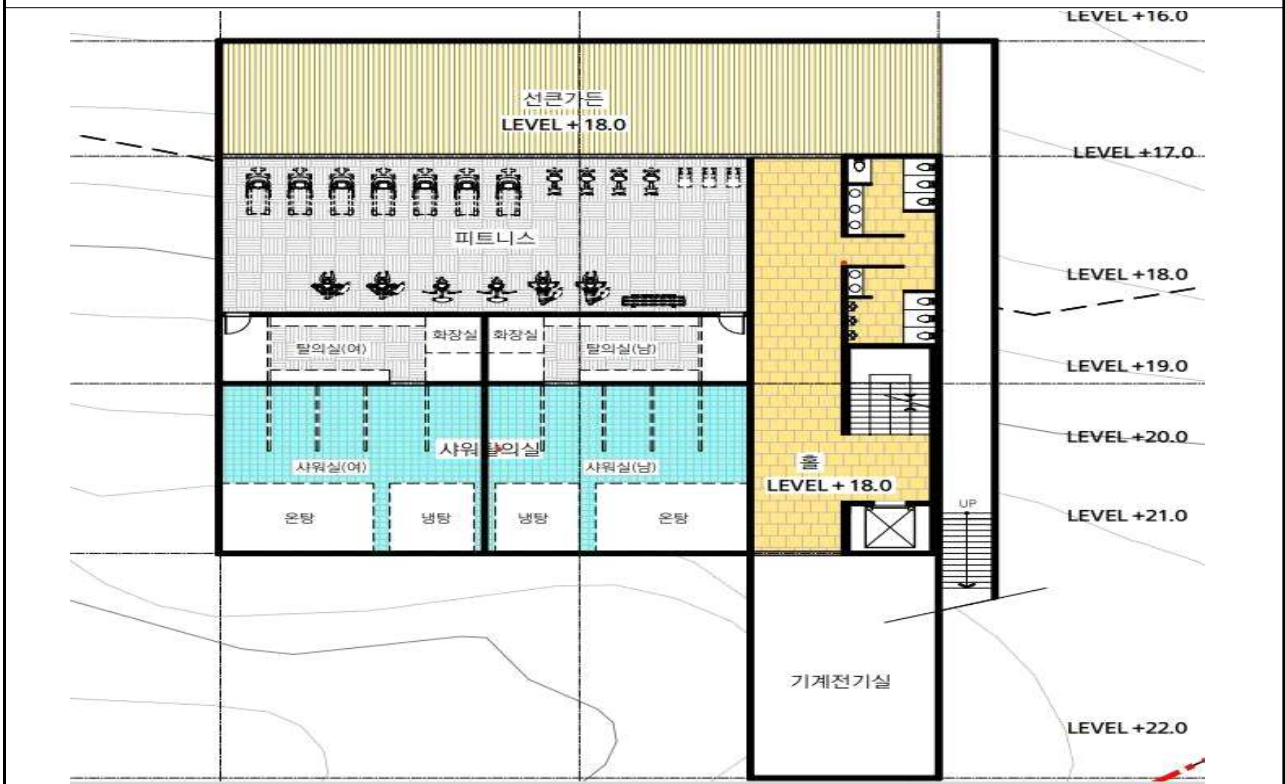 LEVEL +16.0
선큰가든
LEVEL + 18.0
LEVEL +17.0
피트니스
LEVEL +18.0
화장실
화장실
탈의실(여)
탈의실(남)
LEVEL +19.0
LEVEL +20.0
샤워탈의실
샤워실(여)
샤워실(남)
홀
LEVEL + 18.0
UP
온탕
냉탕
냉탕
온탕
LEVEL +21.0
기계전기실
LEVEL +22.0